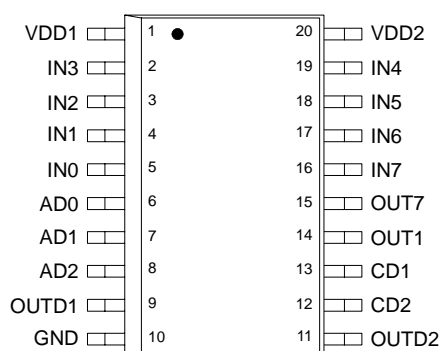 VDD1 1 20 VDD2
IN3 2 19 IN4
IN2 3 18 IN5
IN1 4 17 IN6
IN0 5 16 IN7
AD0 6 15 OUT7
AD1 7 14 OUT1
AD2 8 13 CD1
OUTD1 9 12 CD2
GND 10 11 OUTD2